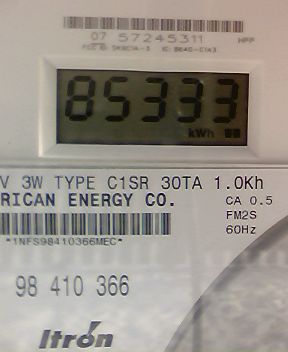 07 57245311
85333
kWh
V 3W TYPE C1SR 30TA 1.0Kh
RICAN ENERGY CO.
CA 0.5
FM2S
60Hz
*1NFS98410366MEC*
98 410 366
Itrón